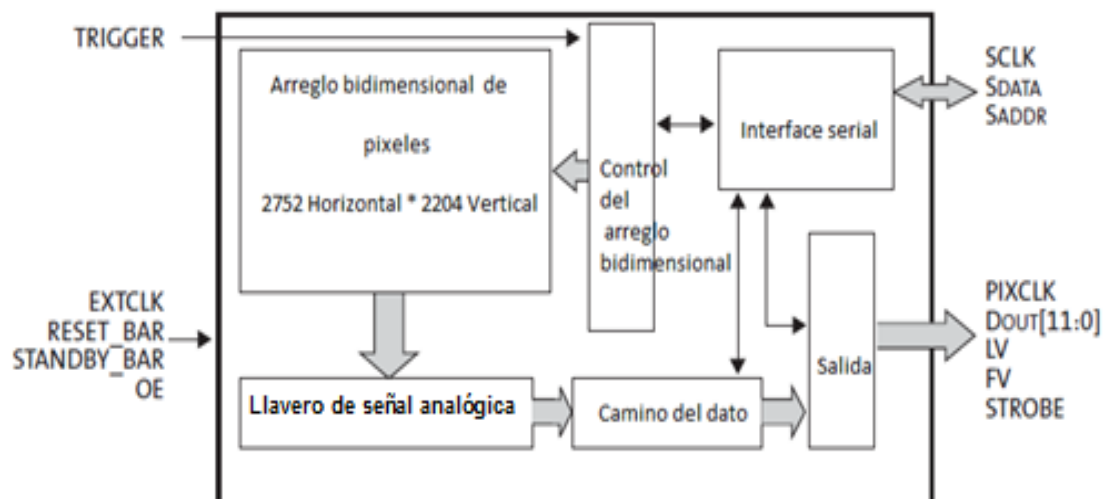 TRIGGER
Arreglo bidimensional de
pixeles
2752 Horizontal * 2204 Vertical
Control
del
arreglo
bidimensional
Interface serial
SCLK
SDATA
SADDR
EXTCLK
RESET_BAR
STANDBY_BAR
OE
Llavero de señal analógica
Camino del dato
Salida
PIXCLK
DOUT[11:0]
LV
FV
STROBE